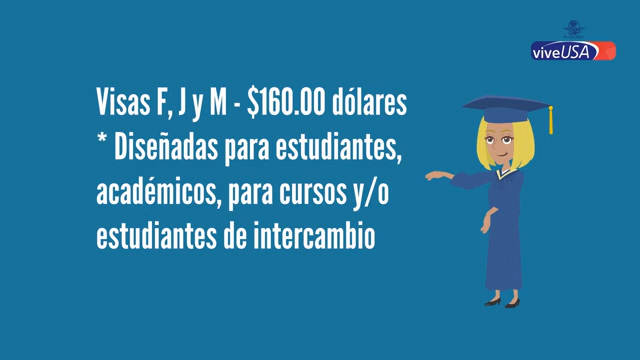 viveUSA
Visas F, J y M - $160.00 dólares
* Diseñadas para estudiantes,
académicos, para cursos y/o
estudiantes de intercambio